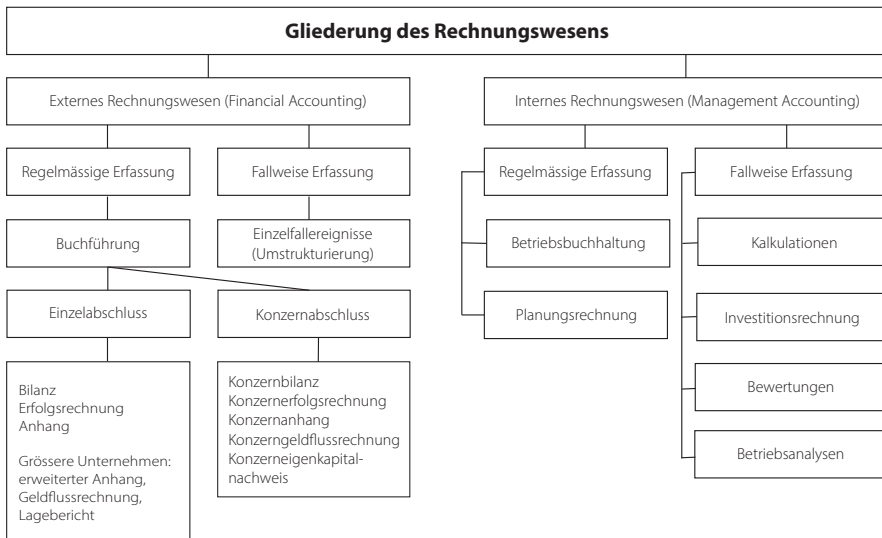 Gliederung des Rechnungswesens
Externes Rechnungswesen (Financial Accounting)
Internes Rechnungswesen (Management Accounting)
Regelmässige Erfassung
Fallweise Erfassung
Regelmässige Erfassung
Fallweise Erfassung
Buchführung
Einzelfallereignisse
(Umstrukturierung)
Betriebsbuchhaltung
Kalkulationen
Einzelabschluss
Konzernabschluss
Planungsrechnung
Investitionsrechnung
Bilanz
Erfolgsrechnung
Anhang
Grössere Unternehmen:
erweiterter Anhang,
Geldflussrechnung,
Lagebericht
Konzernbilanz
Konzernerfolgsrechnung
Konzernanhang
Konzerngeldflussrechnung
Konzerneigenkapital-
nachweis
Bewertungen
Betriebsanalysen